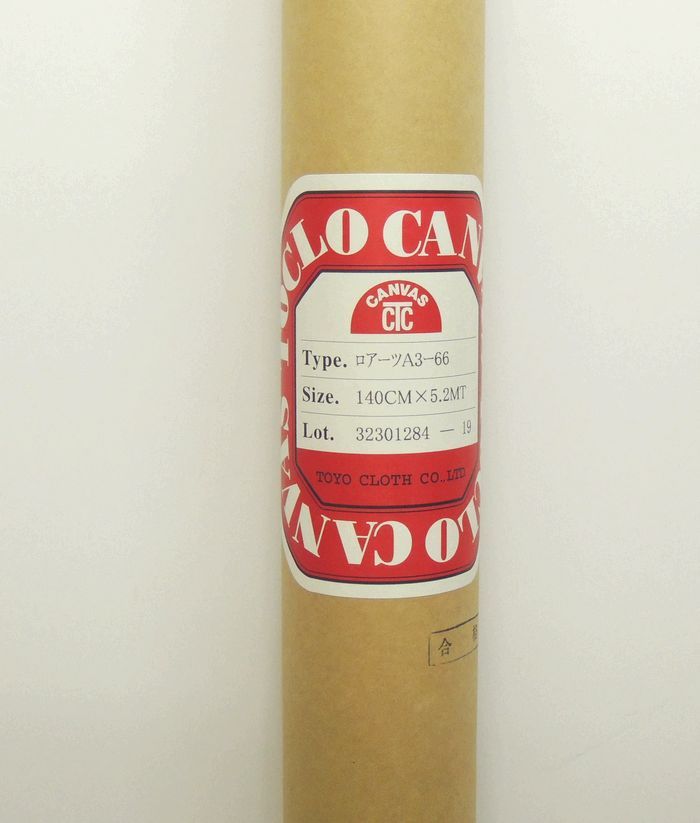 CLO CAN
CANVAS
CTC
Type. ロアーツA3-66
Size. 140CM×5.2MT
Lot. 32301284 — 19
TOYO CLOTH CO.,LTD
CLO CANVAS
合